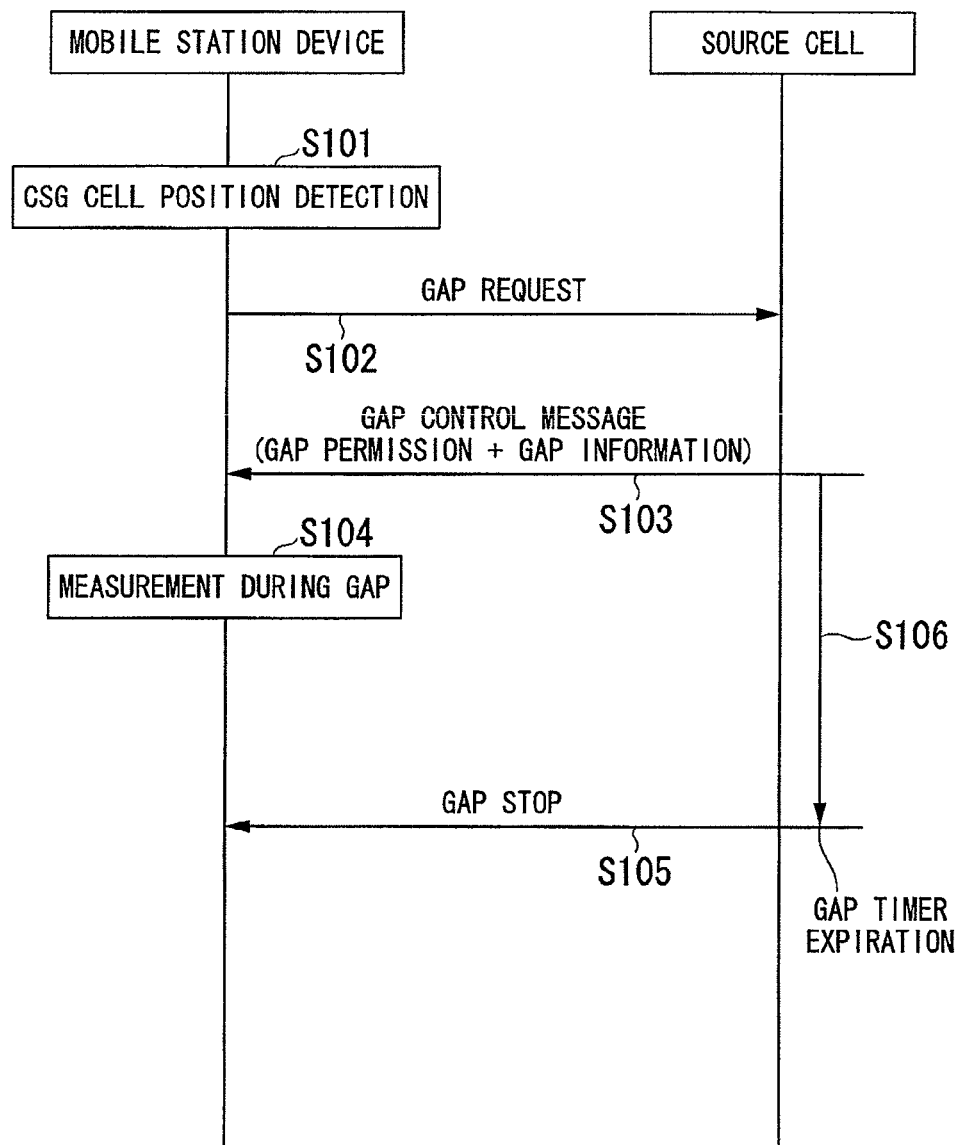 MOBILE STATION DEVICE
SOURCE CELL
S101
CSG CELL POSITION DETECTION
GAP REQUEST
S102
GAP CONTROL MESSAGE
(GAP PERMISSION + GAP INFORMATION)
S103
S104
MEASUREMENT DURING GAP
S106
GAP STOP
S105
GAP TIMER
EXPIRATION